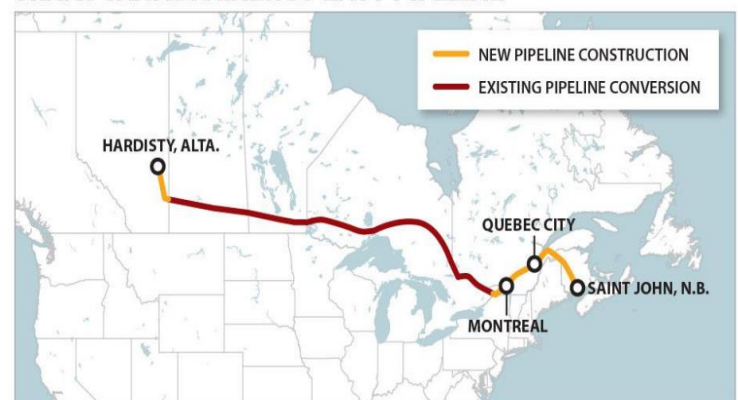 NEW PIPELINE CONSTRUCTION
EXISTING PIPELINE CONVERSION
HARDISTY, ALTA.
QUEBEC CITY
SAINT JOHN, N.B.
MONTREAL